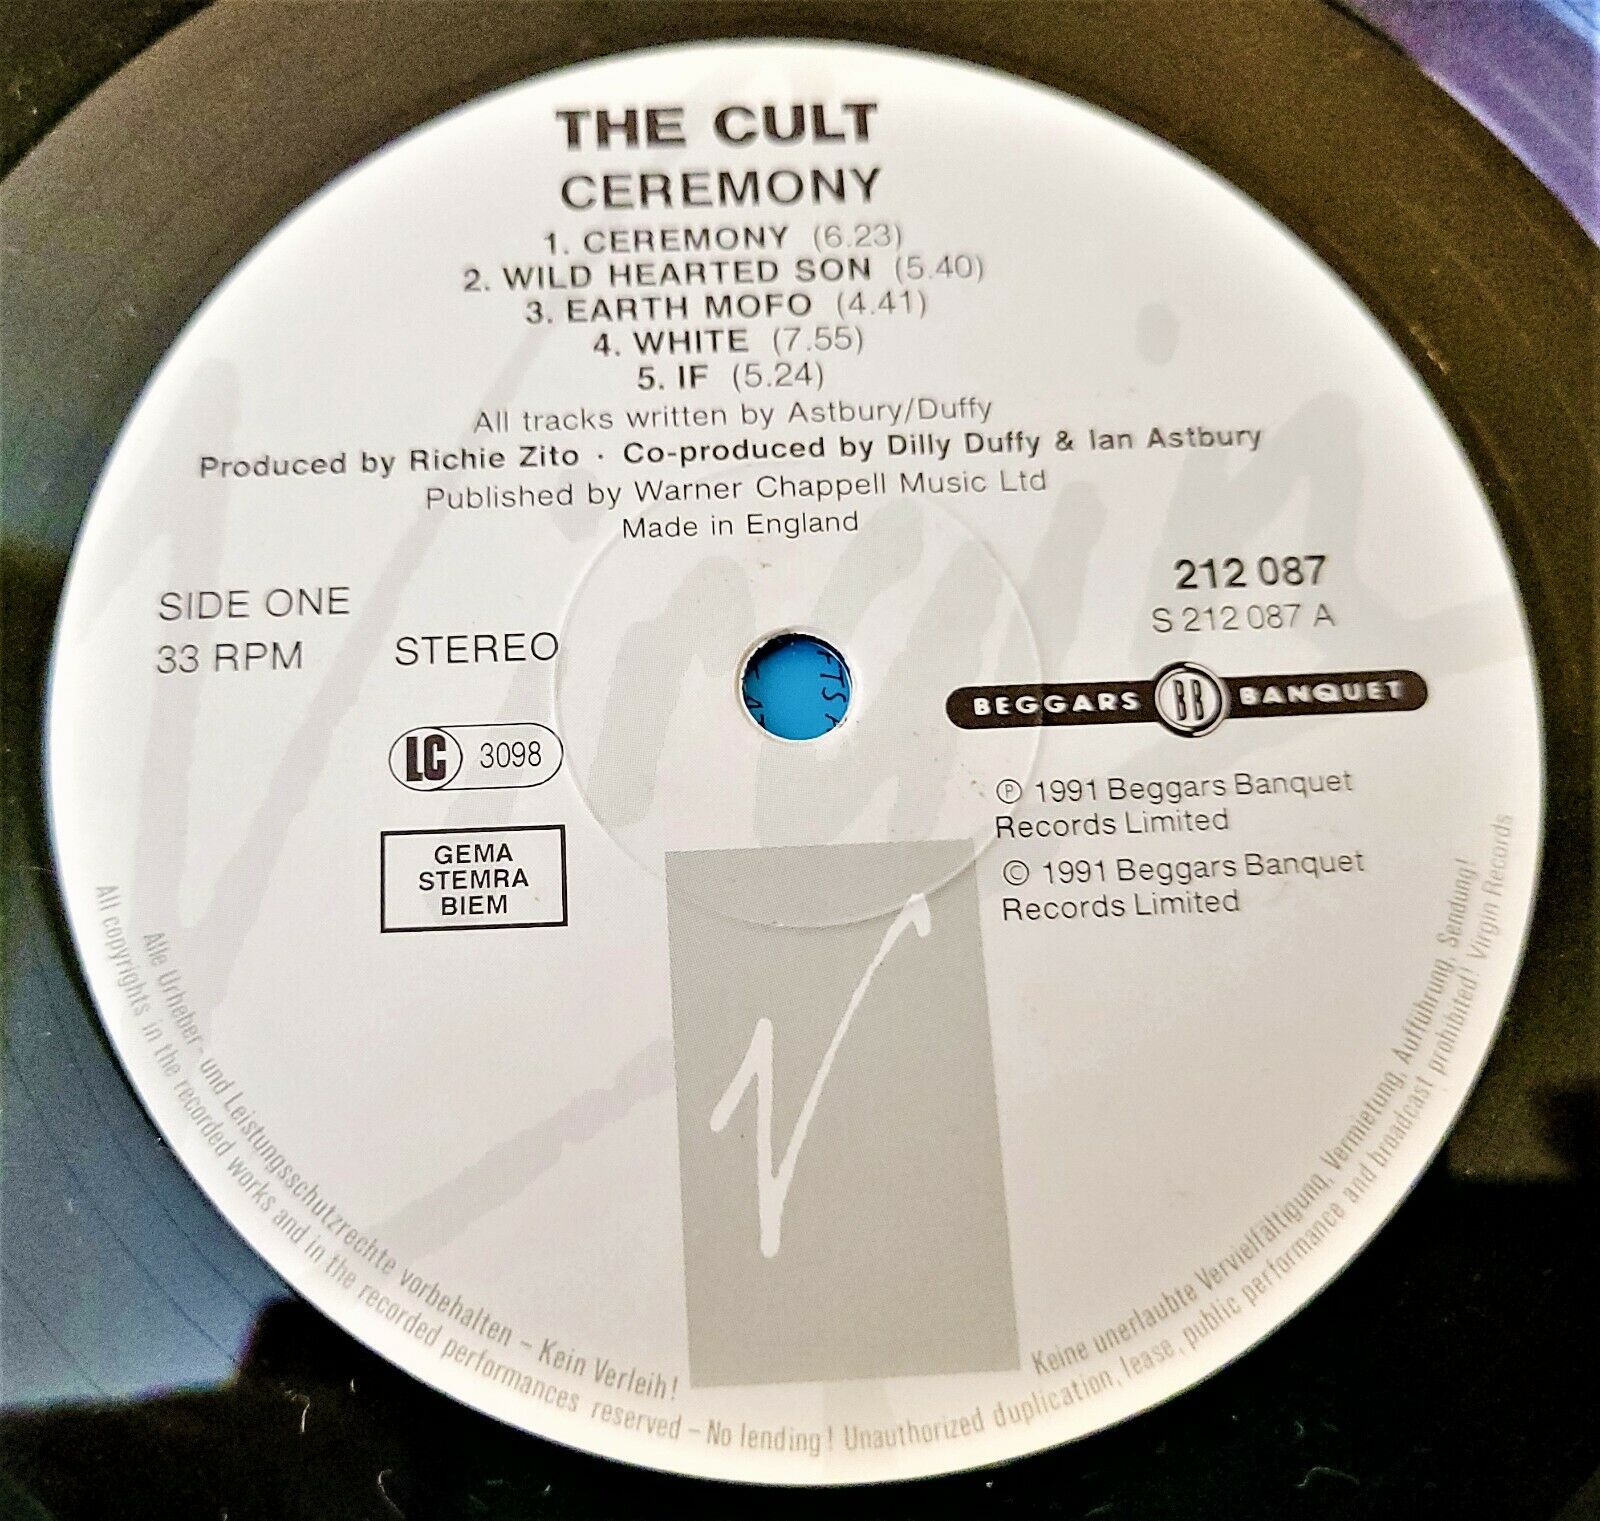 THE CULT
CEREMONY
1. CEREMONY (6.23)
2. WILD HEARTED SON (5.40)
3. EARTH MOFO (4.41)
4. WHITE (7.55)
5. IF (5.24)
All tracks written by Astbury/Duffy
Produced by Richie Zito · Co-produced by Dilly Duffy & Ian Astbury
Published by Warner Chappell Music Ltd
Made in England
SIDE ONE
33 RPM
STEREO
212 087
S 212 087 A
BEGGARS BB BANQUET
LC 3098
GEMA
STEMRA
BIEM
℗ 1991 Beggars Banquet
Records Limited
© 1991 Beggars Banquet
Records Limited
Virgin
V
Alle Urheber- und Leistungsschutzrechte vorbehalten – Kein Verleih! Keine unerlaubte Vervielfältigung, Vermietung, Aufführung, Sendung!
All copyrights in the recorded works and in the recorded performances reserved – No lending! Unauthorized duplication, lease, public performance and broadcast prohibited! Virgin Records